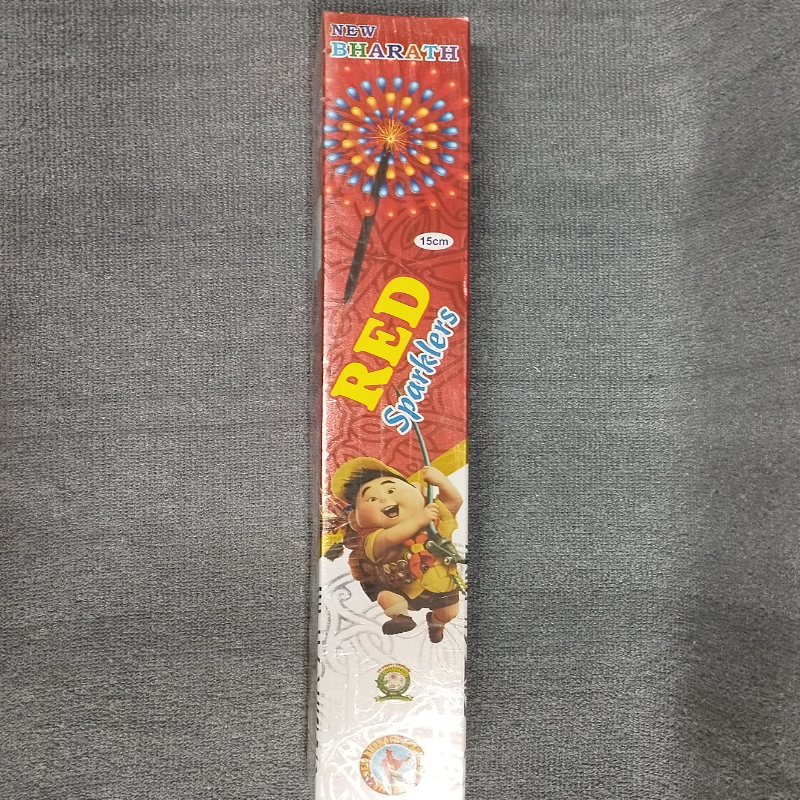 NEW
BHARATH
15cm
RED
Sparklers